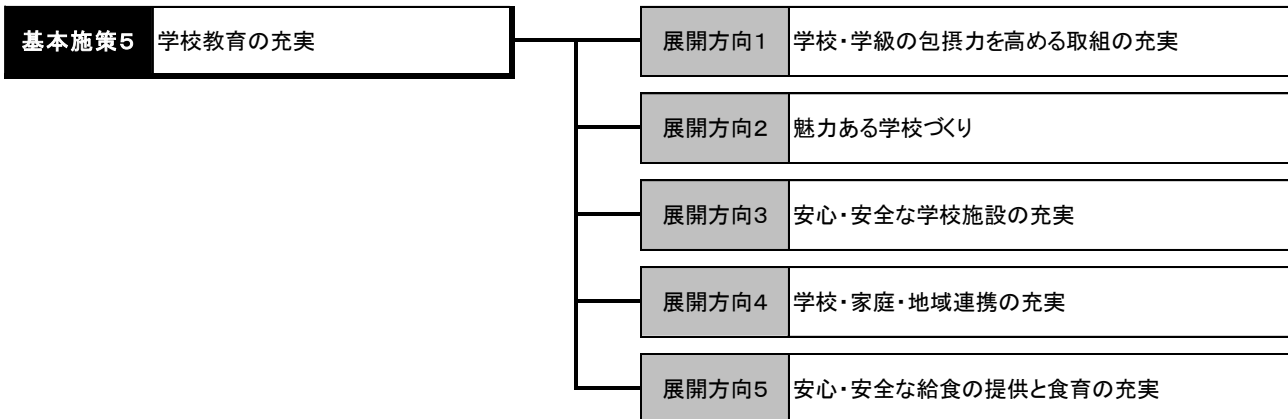 基本施策5 学校教育の充実
展開方向1 学校・学級の包摂力を高める取組の充実
展開方向2 魅力ある学校づくり
展開方向3 安心・安全な学校施設の充実
展開方向4 学校・家庭・地域連携の充実
展開方向5 安心・安全な給食の提供と食育の充実